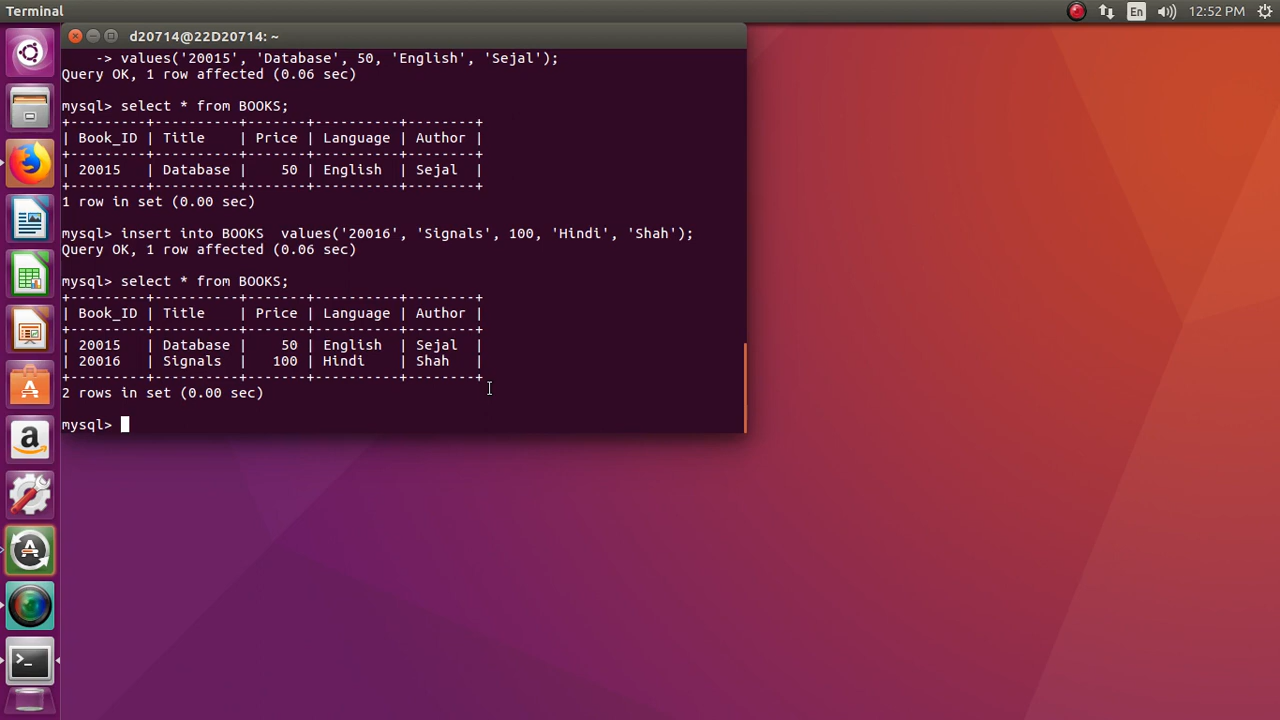 Terminal
En
12:52 PM
d20714@22D20714: ~
    -> values('20015', 'Database', 50, 'English', 'Sejal');
Query OK, 1 row affected (0.06 sec)
mysql> select * from BOOKS;
+---------+----------+-------+----------+--------+
| Book_ID | Title    | Price | Language | Author |
+---------+----------+-------+----------+--------+
| 20015   | Database |    50 | English  | Sejal  |
+---------+----------+-------+----------+--------+
1 row in set (0.00 sec)
mysql> insert into BOOKS  values('20016', 'Signals', 100, 'Hindi', 'Shah');
Query OK, 1 row affected (0.06 sec)
mysql> select * from BOOKS;
+---------+----------+-------+----------+--------+
| Book_ID | Title    | Price | Language | Author |
+---------+----------+-------+----------+--------+
| 20015   | Database |    50 | English  | Sejal  |
| 20016   | Signals  |   100 | Hindi    | Shah   |
+---------+----------+-------+----------+--------+
2 rows in set (0.00 sec)
mysql>